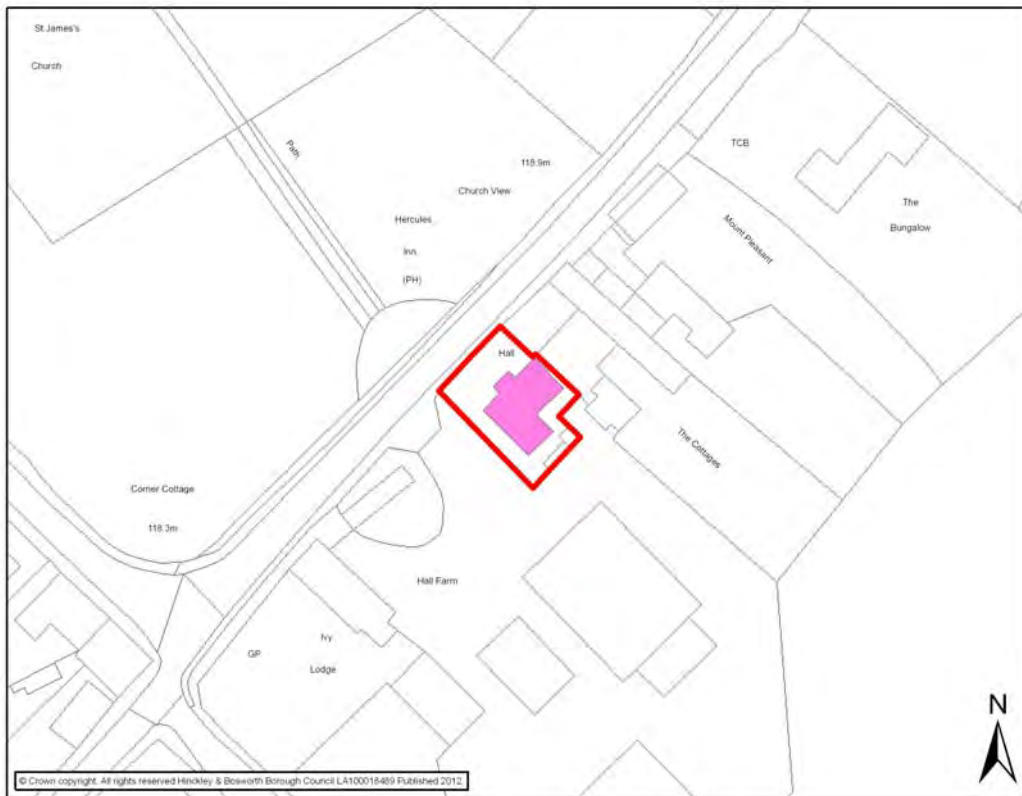 St.James's
Church
Path
118.9m
TCB
Church View
The
Bungalow
Hercules
Inn
(PH)
Mount Pleasant
Hall
The Cottages
Corner Cottage
118.3m
Hall Farm
Ivy
Lodge
GP
N
© Crown copyright. All rights reserved Hinckley & Bosworth Borough Council LA100018489 Published 2012